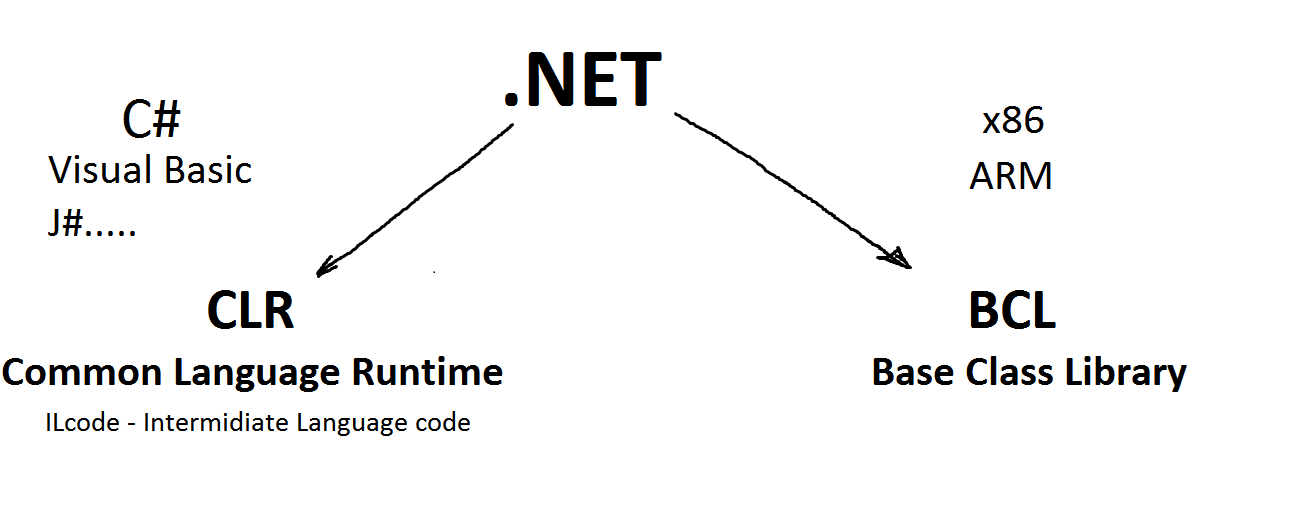 .NET
C#
Visual Basic
J#.....
x86
ARM
CLR
Common Language Runtime
ILcode - Intermidiate Language code
BCL
Base Class Library